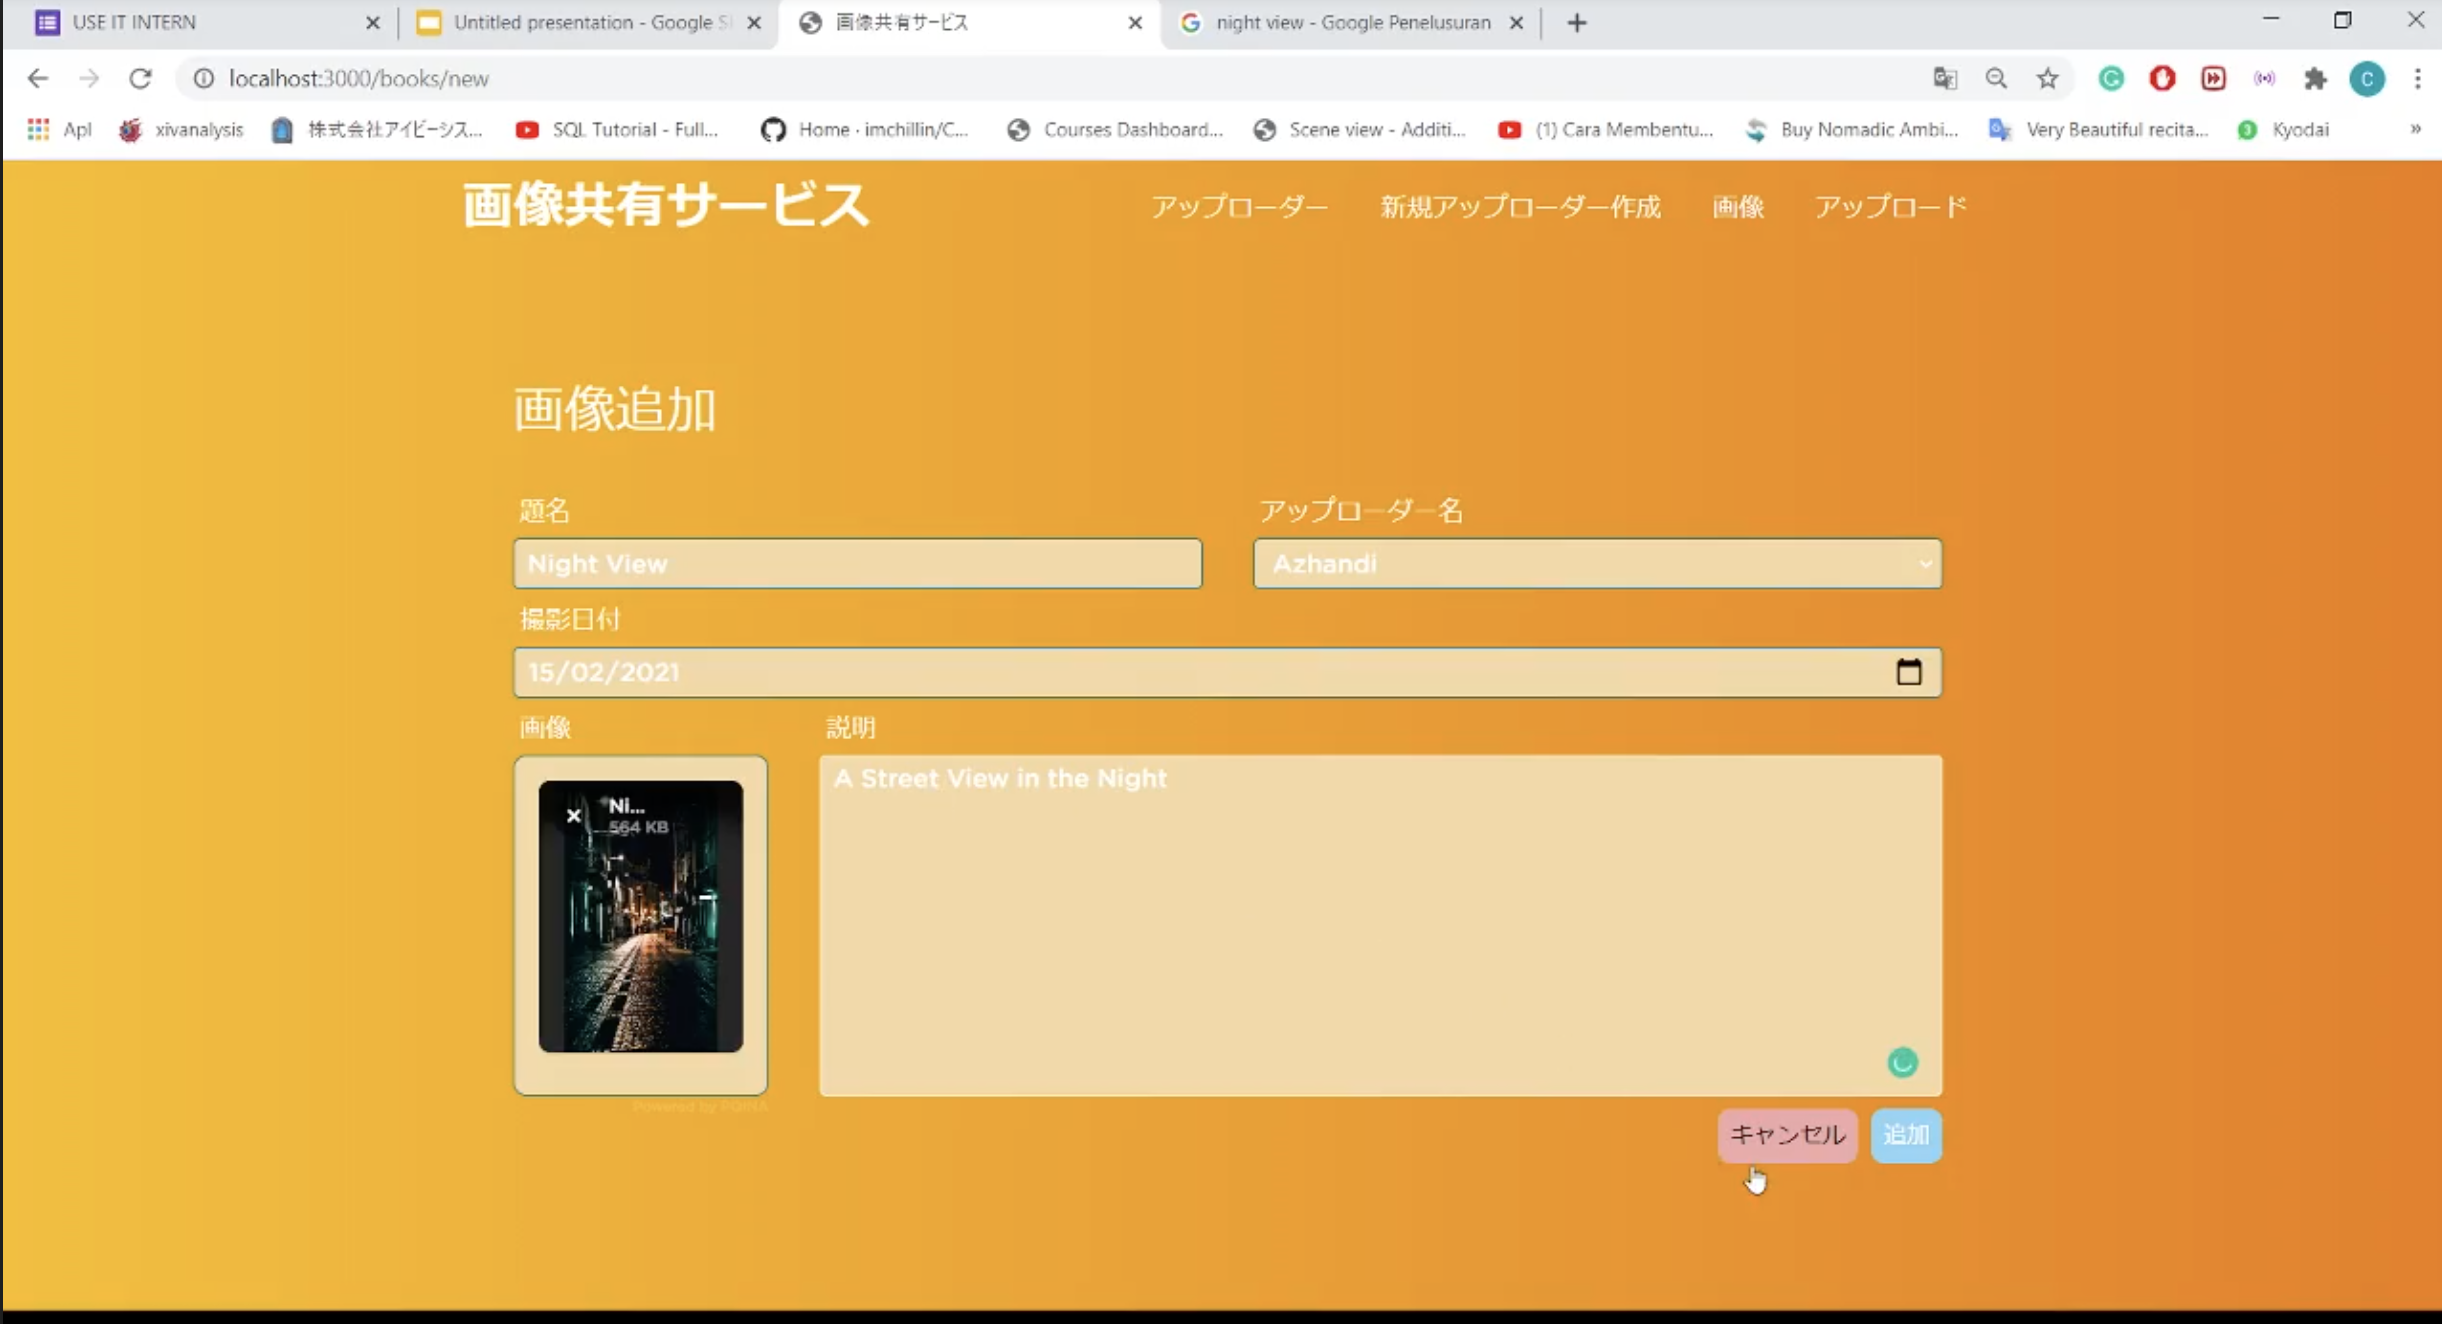 USE IT INTERN
Untitled presentation - Google Sl
画像共有サービス
night view - Google Penelusuran
localhost:3000/books/new
C
Apl
xivanalysis
株式会社アイビーシス...
SQL Tutorial - Full...
Home · imchillin/C...
Courses Dashboard...
Scene view - Additi...
(1) Cara Membentu...
Buy Nomadic Ambi...
Very Beautiful recita...
Kyodai
»
画像共有サービス
アップローダー
新規アップローダー作成
画像
アップロード
画像追加
題名
アップローダー名
Night View
Azhandi
撮影日付
15/02/2021
画像
説明
Ni...
564 KB
A Street View in the Night
Powered by PQINA
キャンセル
追加